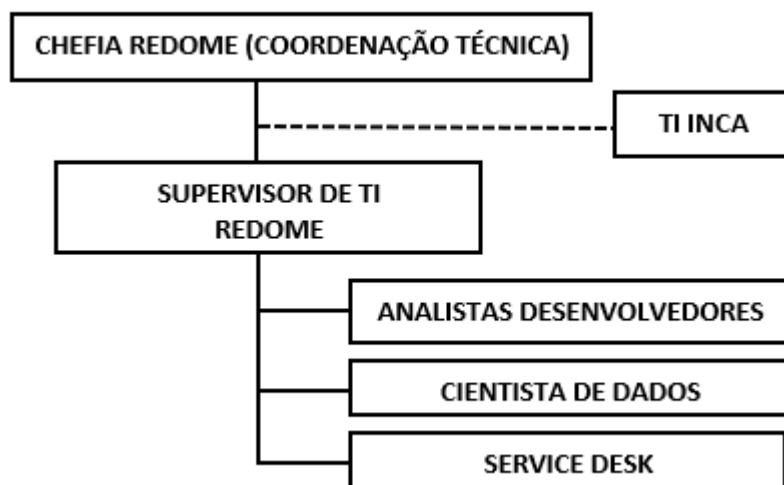 CHEFIA REDOME (COORDENAÇÃO TÉCNICA)
TI INCA
SUPERVISOR DE TI
REDOME
ANALISTAS DESENVOLVEDORES
CIENTISTA DE DADOS
SERVICE DESK